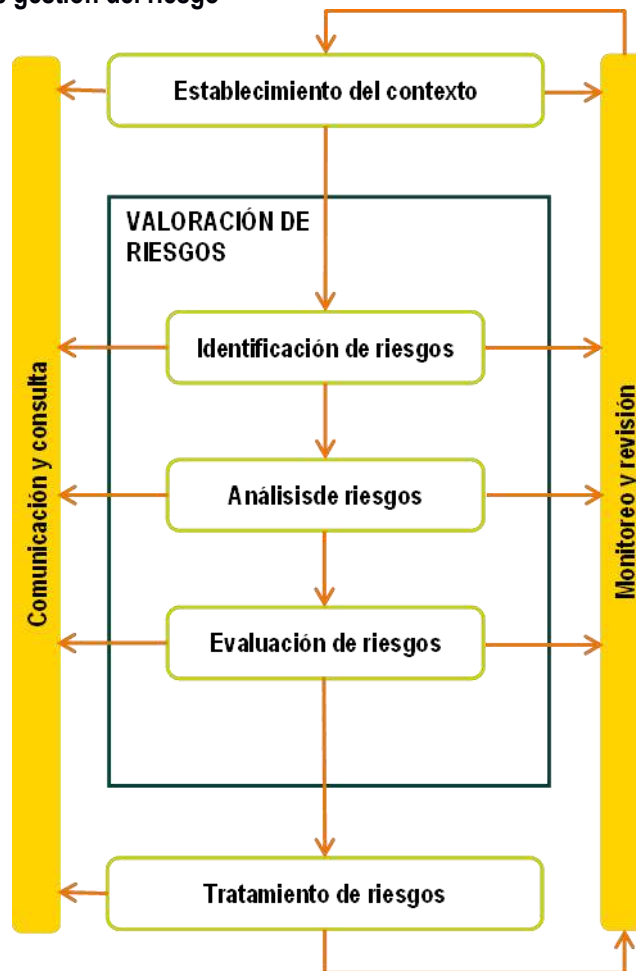 gestión del riesgo
Establecimiento del contexto
VALORACIÓN DE
RIESGOS
Identificación de riesgos
Análisisde riesgos
Evaluación de riesgos
Tratamiento de riesgos
Comunicación y consulta
Monitoreo y revisión